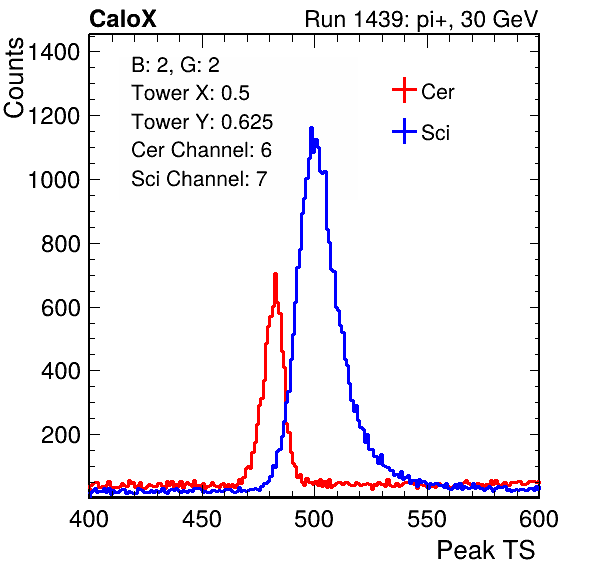 CaloX Run 1439: pi+, 30 GeV
Counts
1400
1200
1000
800
600
400
200
B: 2, G: 2
Tower X: 0.5
Tower Y: 0.625
Cer Channel: 6
Sci Channel: 7
Cer
Sci
400 450 500 550 600
Peak TS